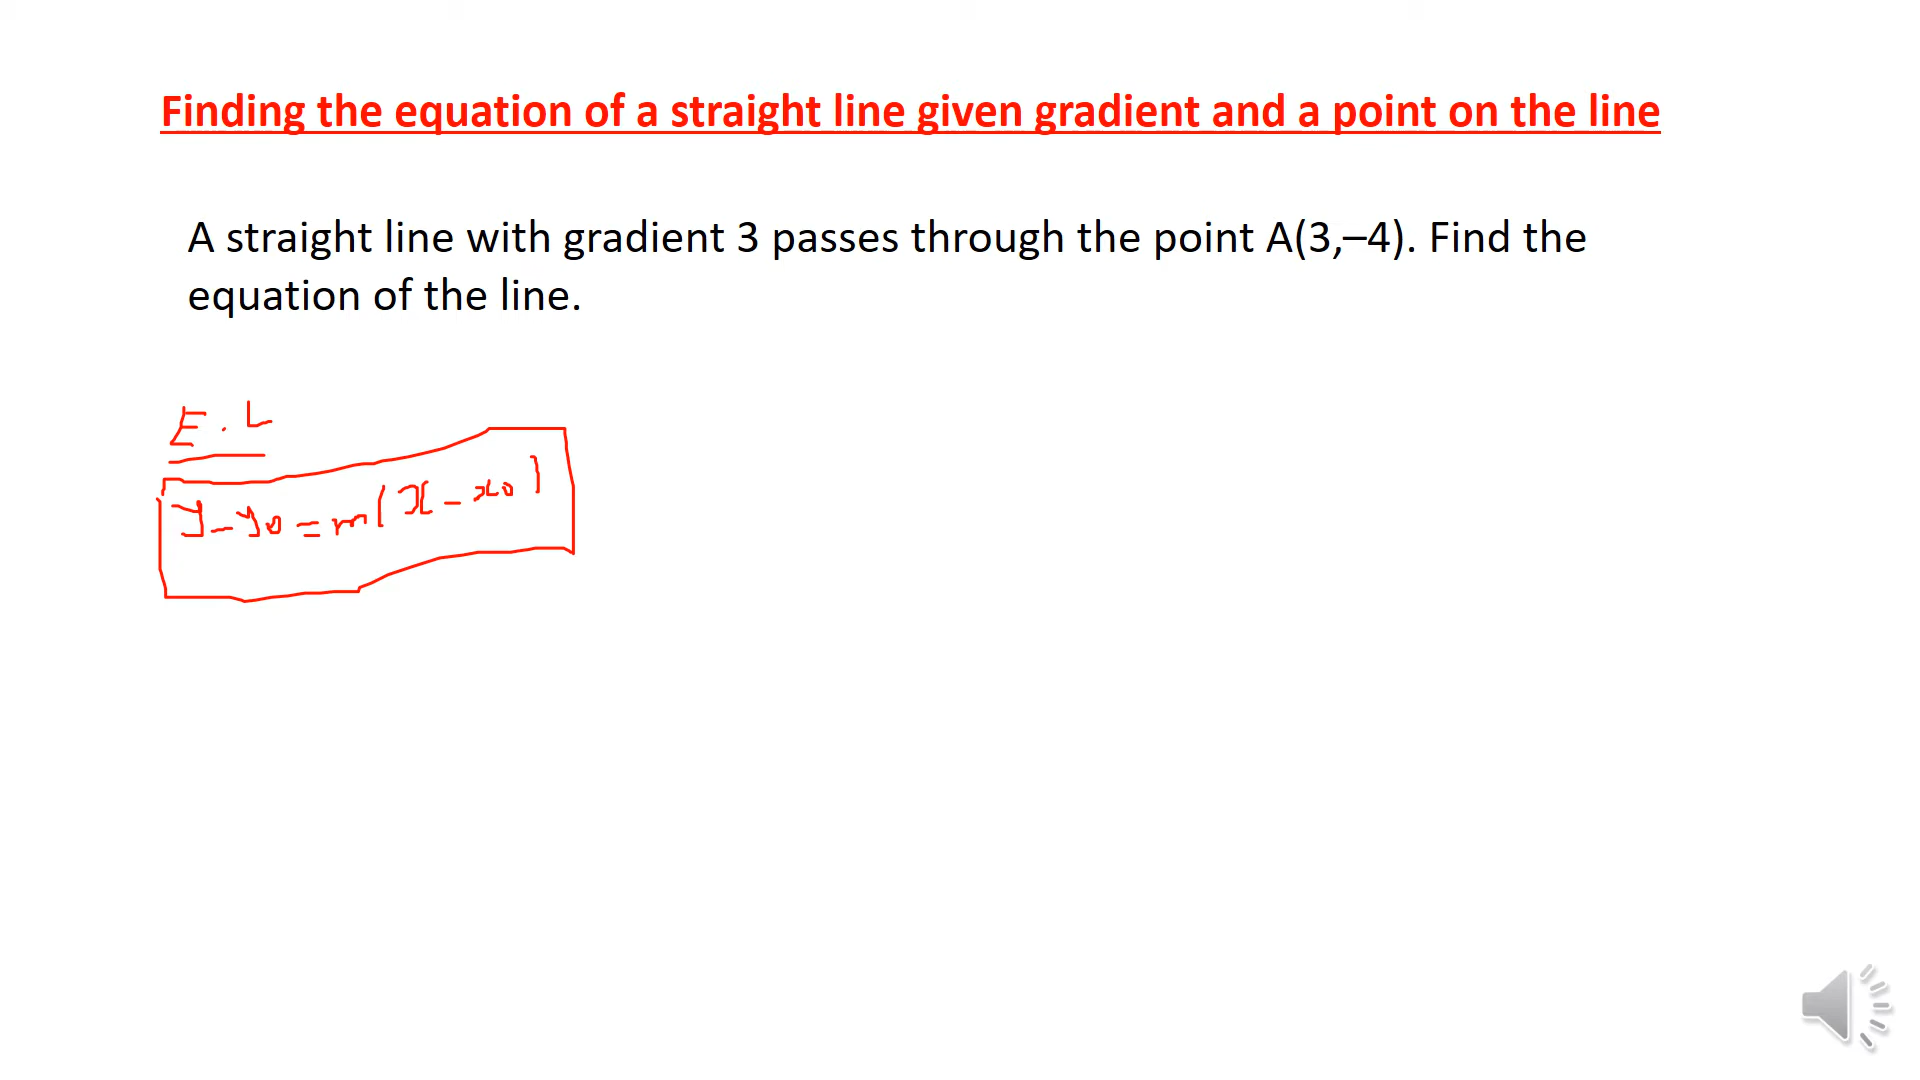 Finding the equation of a straight line given gradient and a point on the line
A straight line with gradient 3 passes through the point A(3,–4). Find the
equation of the line.
E.L
y-y0=m(x-x0)